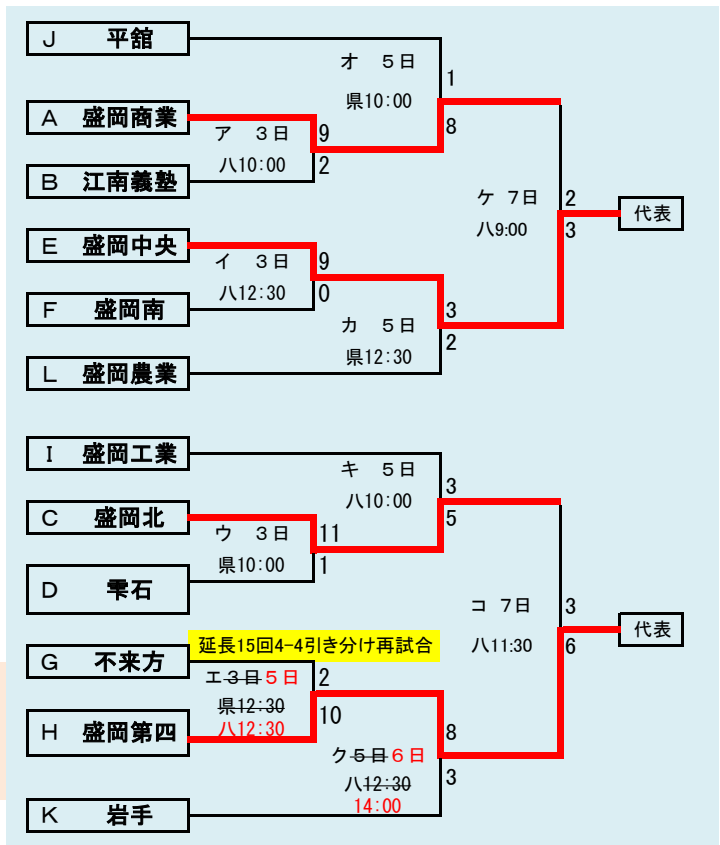 J 平舘
オ 5日
県10:00
1
8
A 盛岡商業
ア 3日
八10:00
9
2
B 江南義塾
ケ 7日
八9:00
2
3
代表
E 盛岡中央
イ 3日
八12:30
9
0
F 盛岡南
カ 5日
県12:30
3
2
L 盛岡農業
I 盛岡工業
キ 5日
八10:00
3
5
C 盛岡北
ウ 3日
県10:00
11
1
D 雫石
コ 7日
八11:30
3
6
代表
延長15回4-4引き分け再試合
G 不来方
エ3日5日
県12:30
八12:30
2
10
H 盛岡第四
ク5日6日
八12:30
14:00
8
3
K 岩手